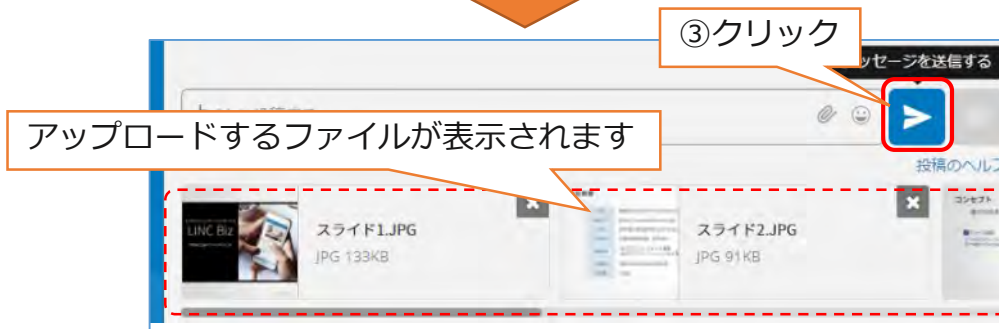 ③クリック
ッセージを送信する
アップロードするファイルが表示されます
投稿のヘルプ
LINC Biz
スライド1.JPG
JPG 133KB
スライド2.JPG
JPG 91KB
コンセプト